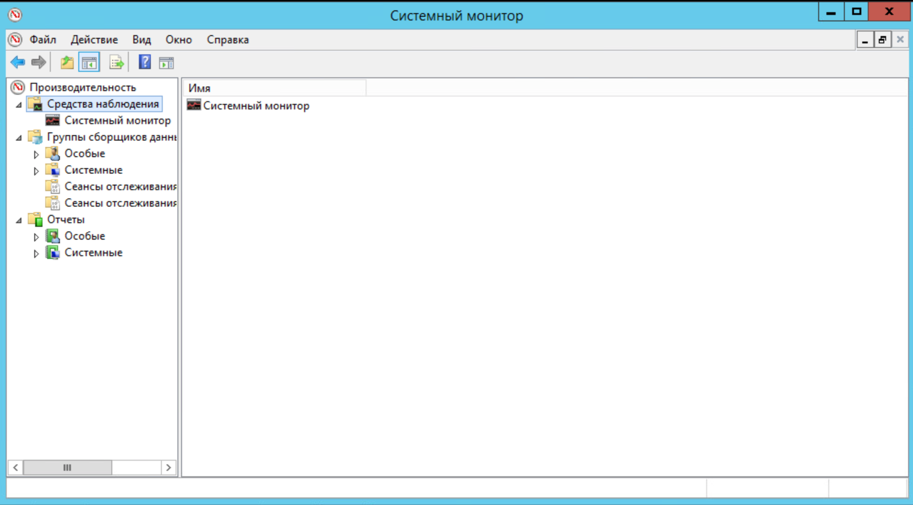 Системный монитор
Файл Действие Вид Окно Справка
Производительность
Средства наблюдения
Системный монитор
Группы сборщиков данн
Особые
Системные
Сеансы отслеживания
Сеансы отслеживания
Отчеты
Особые
Системные
Имя
Системный монитор